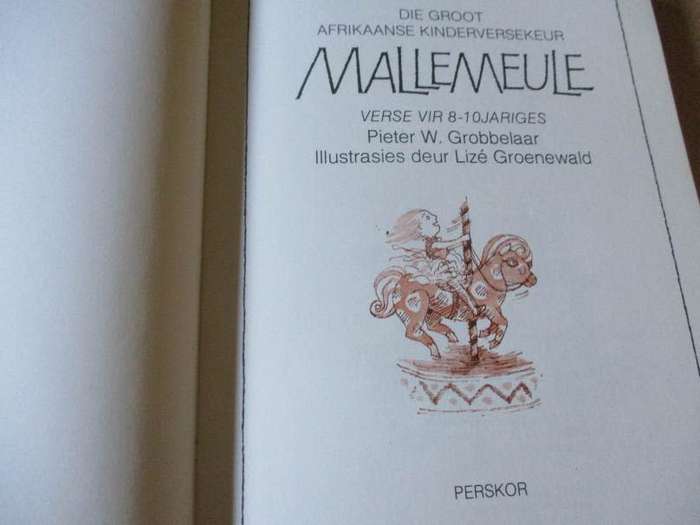 DIE GROOT
AFRIKAANSE KINDERVERSEKEUR
MALLEMEULE
VERSE VIR 8-10JARIGES
Pieter W. Grobbelaar
Illustrasies deur Lizé Groenewald
PERSKOR